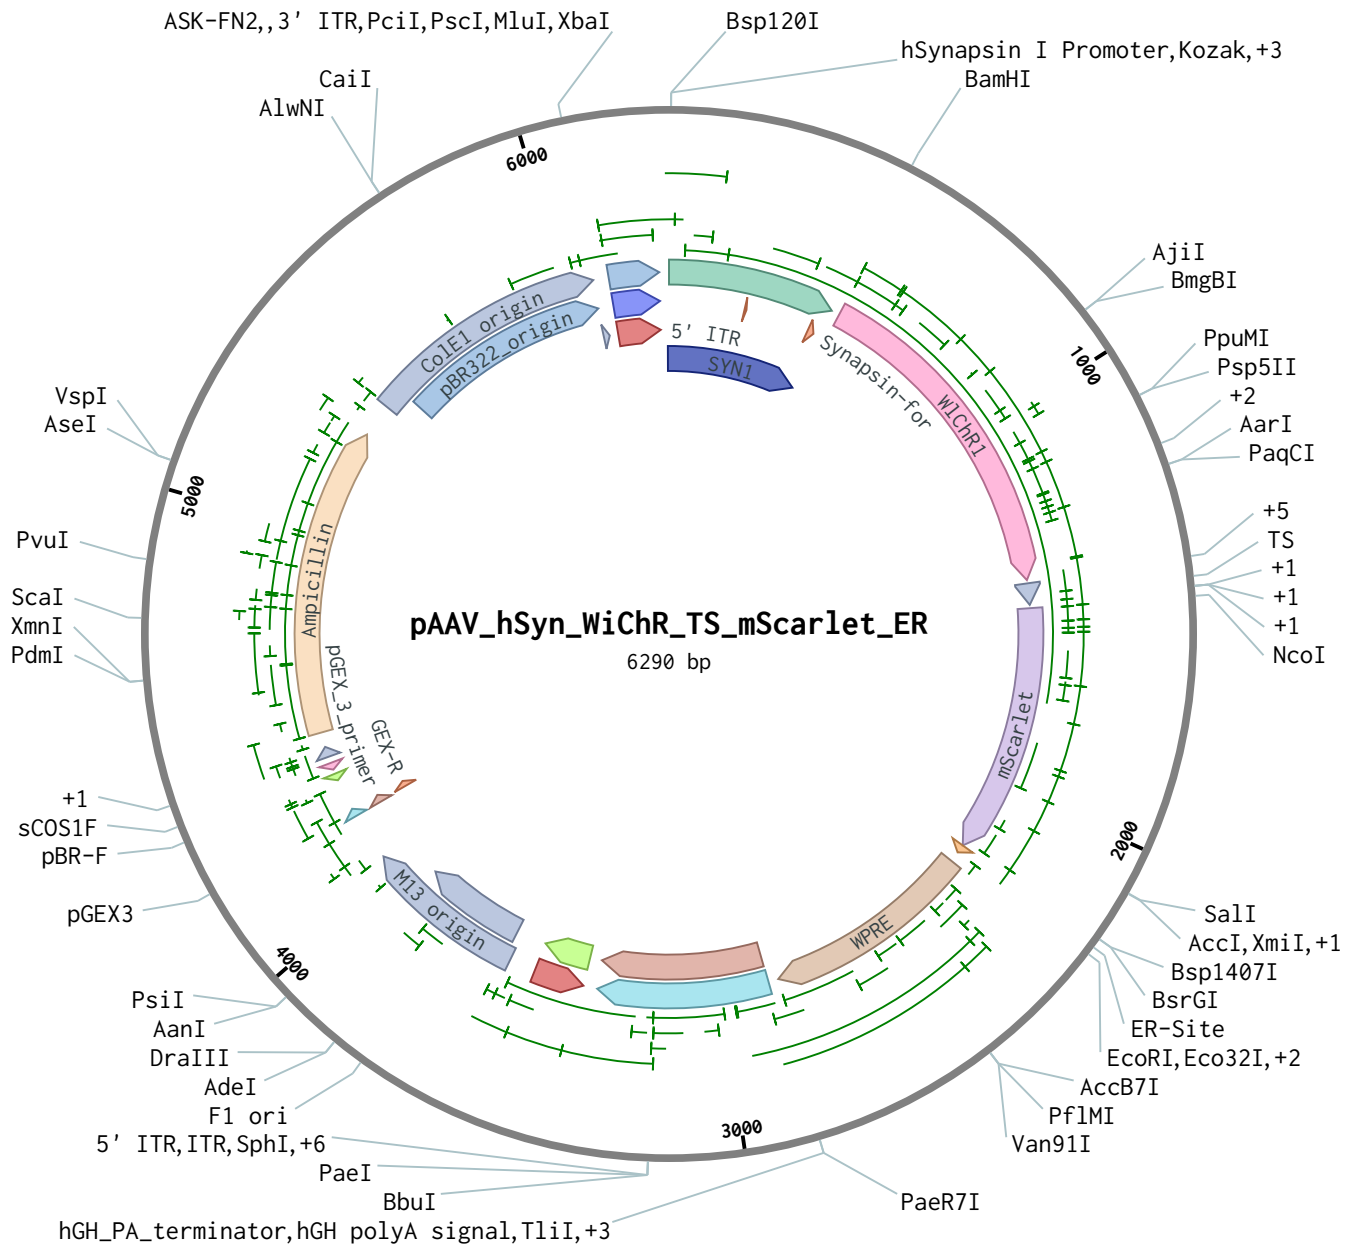 ASK-FN2,,3' ITR,PciI,PscI,MluI,XbaI
Bsp120I
hSynapsin I Promoter,Kozak,+3
BamHI
CaiI
AlwNI
6000
AjiI
BmgBI
1000
PpuMI
Psp5II
+2
AarI
PaqCI
+5
TS
+1
+1
+1
NcoI
2000
SalI
AccI,XmiI,+1
Bsp1407I
BsrGI
ER-Site
EcoRI,Eco32I,+2
AccB7I
PflMI
Van91I
PaeR7I
3000
hGH_PA_terminator,hGH polyA signal,TliI,+3
BbuI
PaeI
5' ITR,ITR,SphI,+6
F1 ori
AdeI
DraIII
AanI
PsiI
4000
pGEX3
pBR-F
sCOS1F
+1
PdmI
XmnI
ScaI
PvuI
5000
AseI
VspI
ColE1 origin
pBR322_origin
5' ITR
SYN1
Synapsin-for
WiChR1
mScarlet
WPRE
M13 origin
GEX-R
pGEX_3_primer
Ampicillin
pAAV_hSyn_WiChR_TS_mScarlet_ER
6290 bp